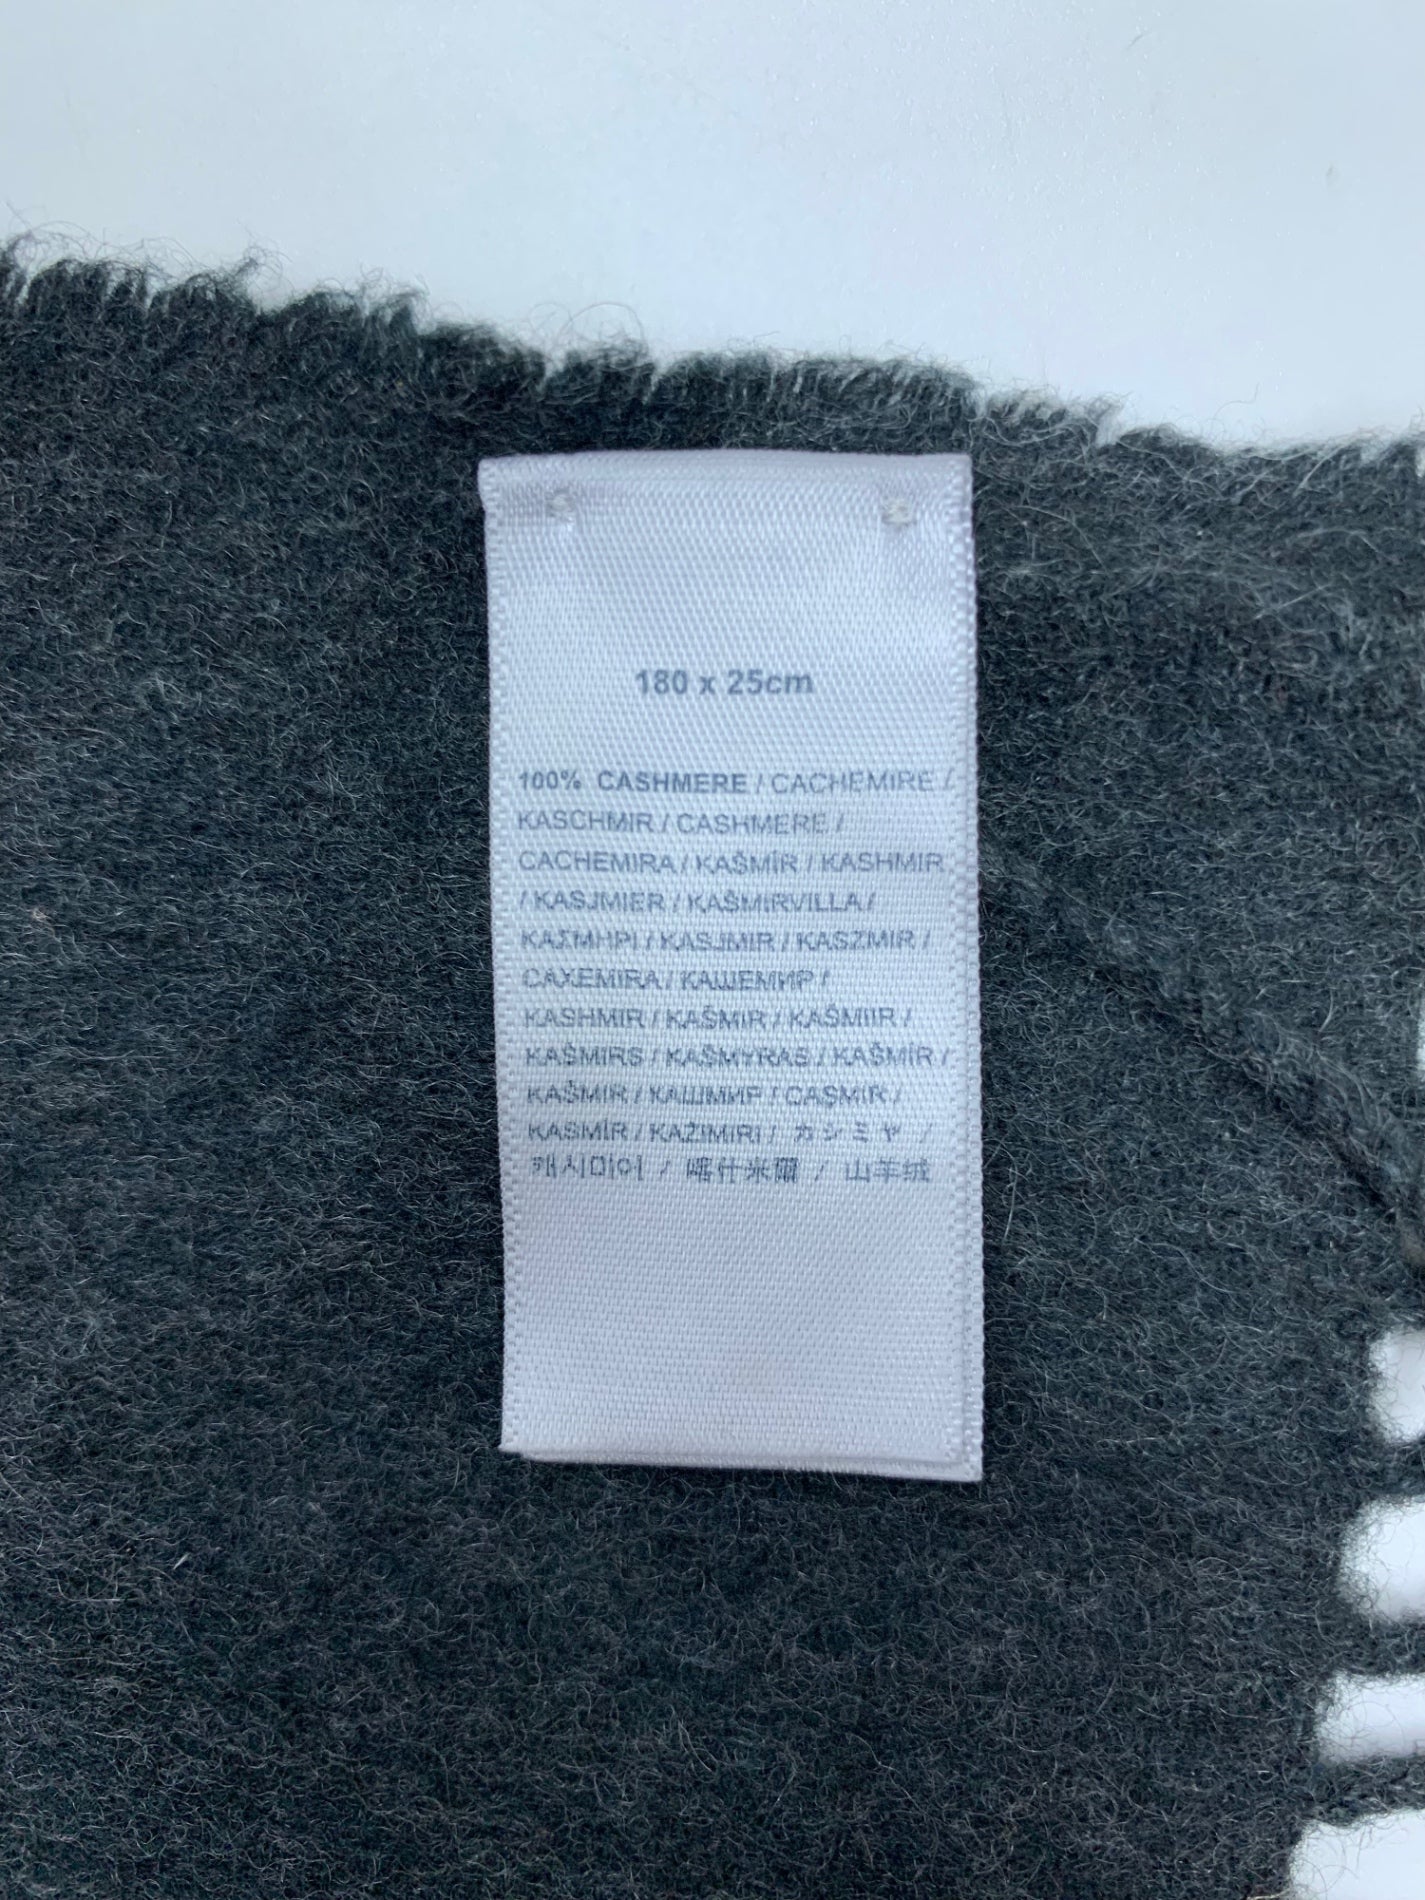 180 x 25cm
100% CASHMERE / CACHEMIRE /
KASCHMIR / CASHMERE /
CACHEMIRA / KAŠMÍR / KASHMIR
/ KASJMIER / KAŠMIRVILLA /
ΚΑΣΜΗΡΙ / KASJMIR / KASZMIR /
CAXEMIRA / КАШЕМИР /
KASHMIR / KAŠMIR / KAŠMIIR /
KAŠMIRS / KAŠMYRAS / KAŠMÍR /
KAŠMIR / КАШМИР / CAŞMIR /
KASMÍR / KAŻIMIRI / カシミヤ /
캐시미어 / 喀什米爾 / 山羊绒